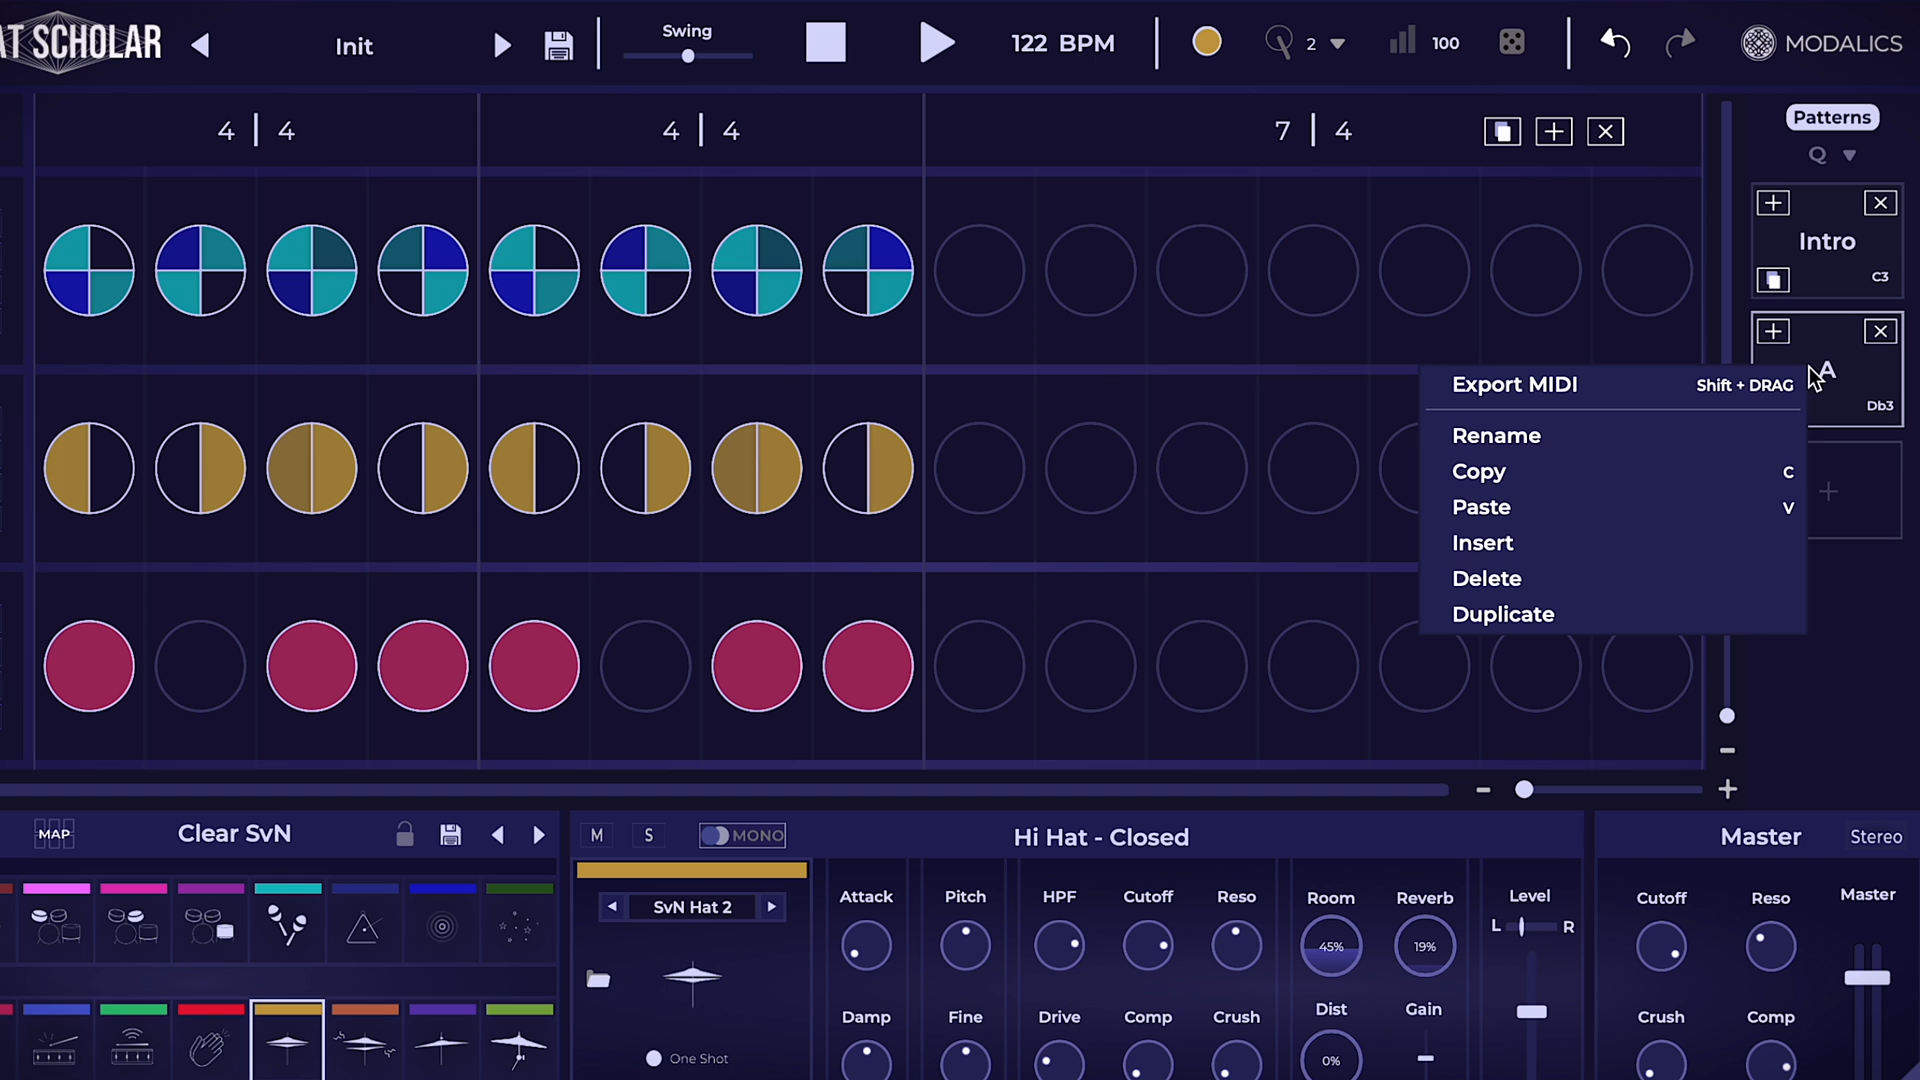 AT SCHOLAR
Init
Swing
122 BPM
2
100
MODALICS
4 | 4
4 | 4
7 | 4
Patterns
Q
Intro
C3
A
Db3
Export MIDI Shift + DRAG
Rename
Copy C
Paste V
Insert
Delete
Duplicate
MAP
Clear SvN
M
S
MONO
Hi Hat - Closed
Master
Stereo
SvN Hat 2
One Shot
Attack
Pitch
HPF
Cutoff
Reso
Room
Reverb
Level
45%
19%
L
R
Damp
Fine
Drive
Comp
Crush
Dist
Gain
0%
Cutoff
Reso
Master
Crush
Comp